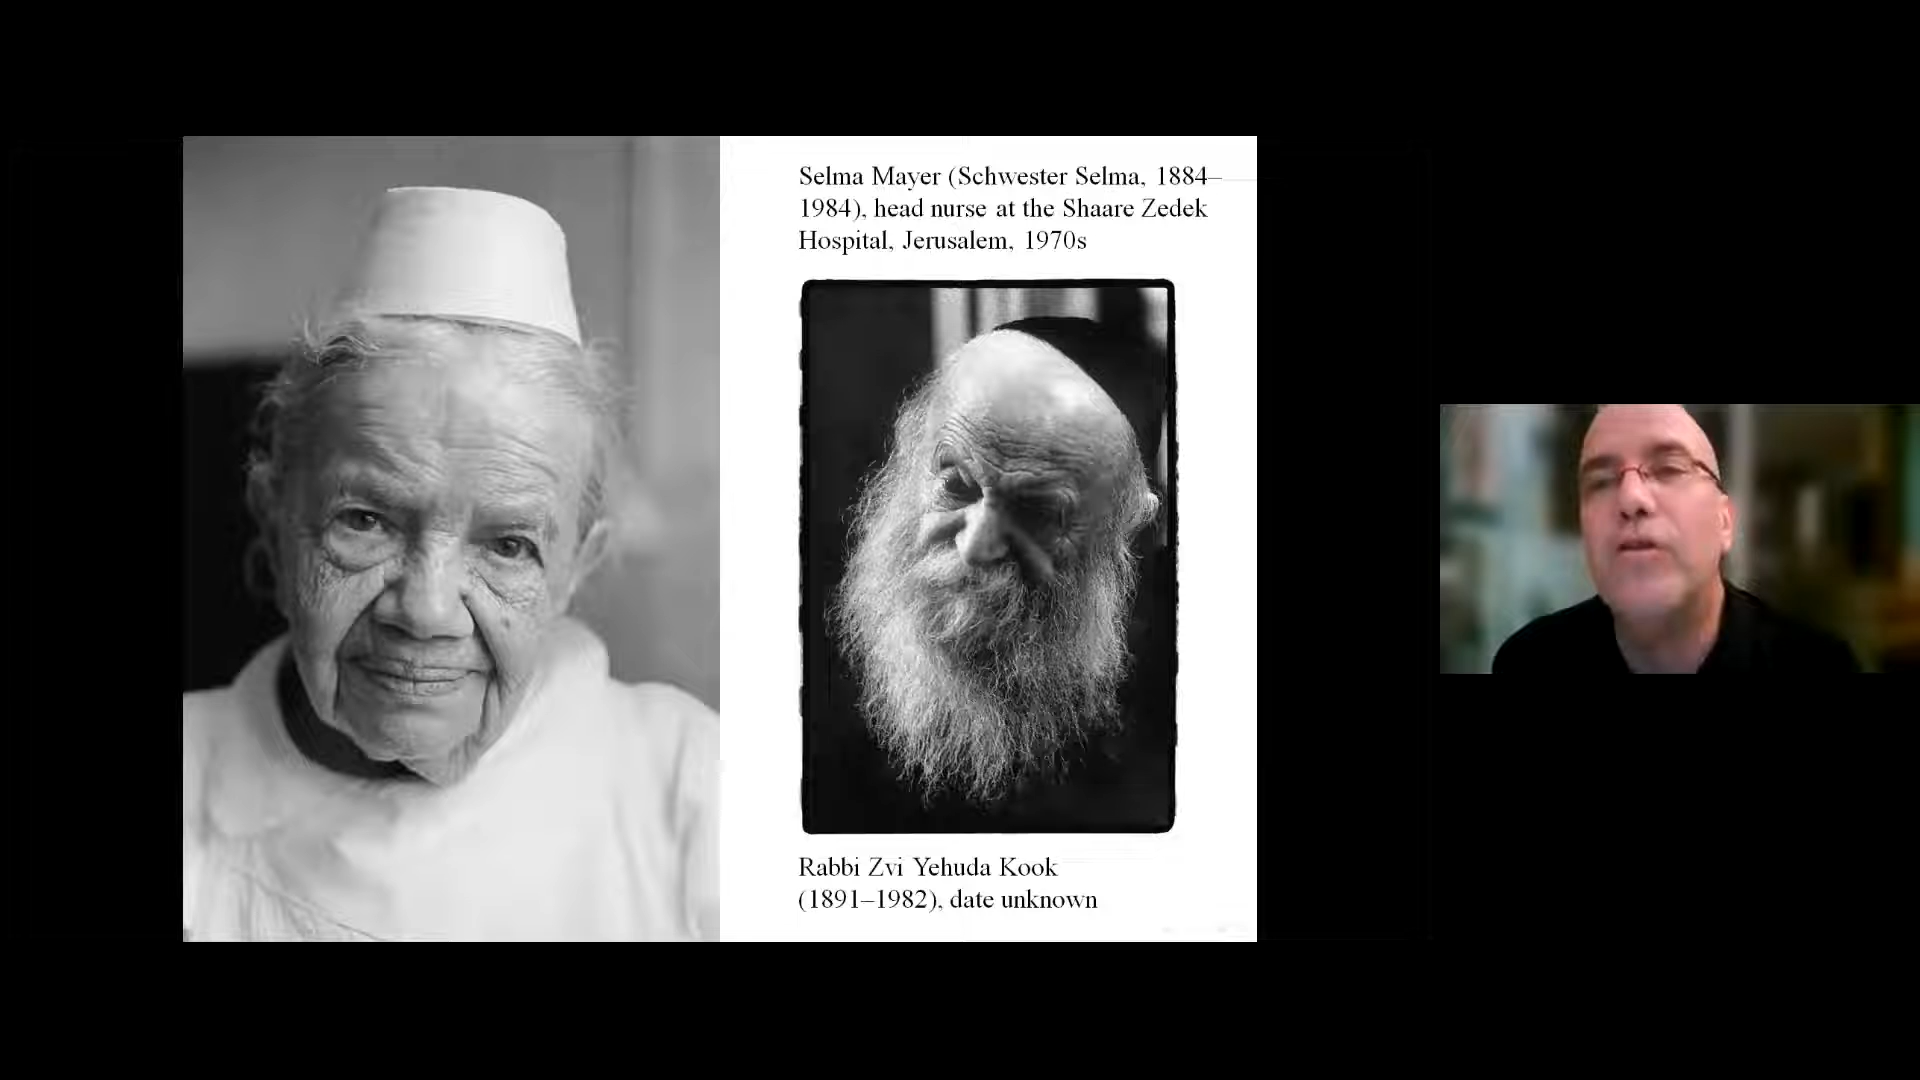 Selma Mayer (Schwester Selma, 1884–
1984), head nurse at the Shaare Zedek
Hospital, Jerusalem, 1970s
Rabbi Zvi Yehuda Kook
(1891–1982), date unknown